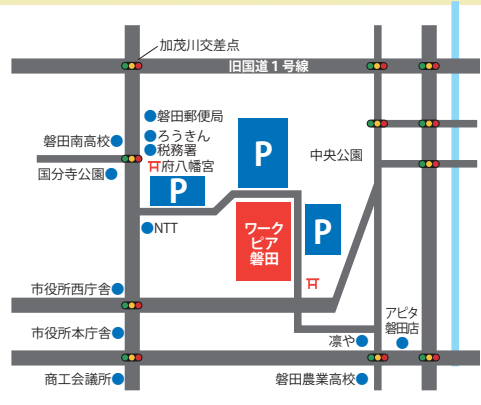 加茂川交差点
旧国道1号線
磐田郵便局
ろうきん
税務署
府八幡宮
磐田南高校
国分寺公園
P
P
中央公園
P
NTT
ワーク
ピア
磐田
市役所西庁舎
市役所本庁舎
アピタ
磐田店
凛や
商工会議所
磐田農業高校